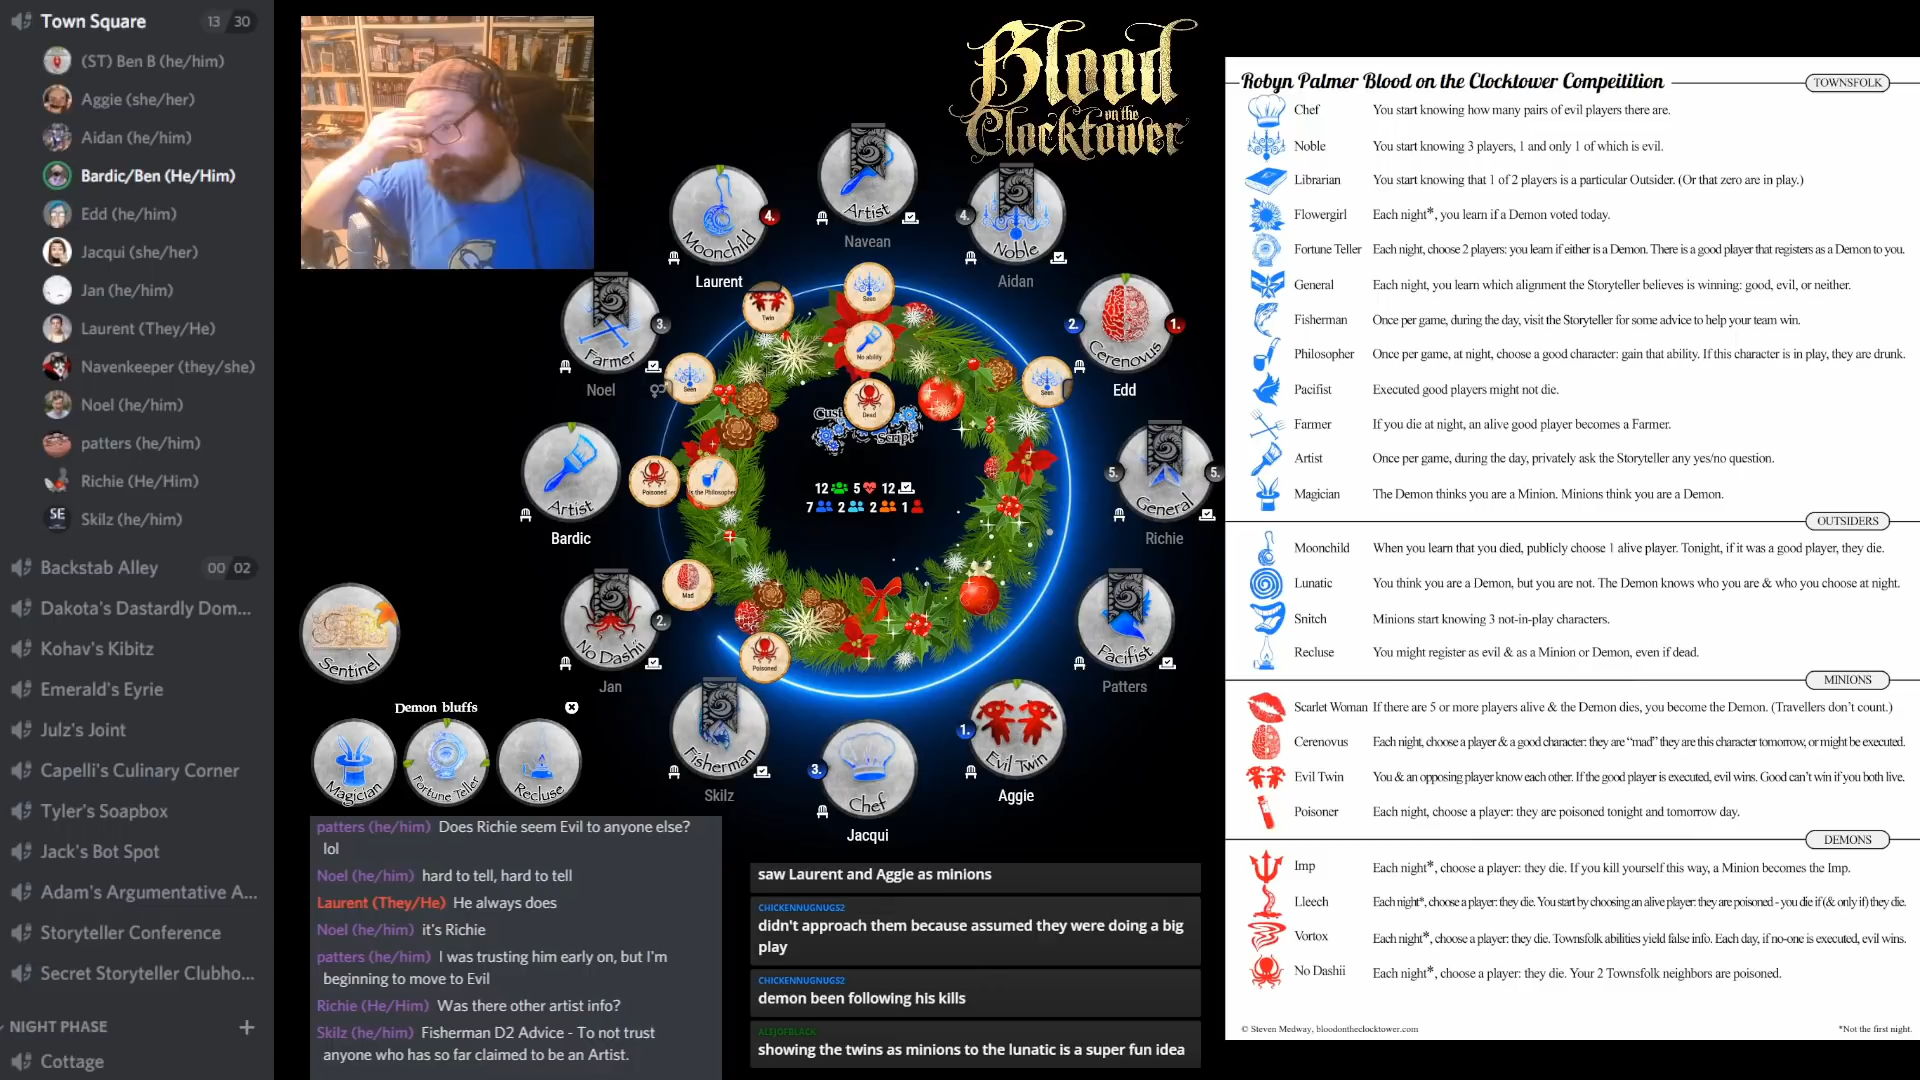 Town Square 13 30
(ST) Ben B (he/him)
Aggie (she/her)
Aidan (he/him)
Bardic/Ben (He/Him)
Edd (he/him)
Jacqui (she/her)
Jan (he/him)
Laurent (They/He)
Navenkeeper (they/she)
Noel (he/him)
patters (he/him)
Richie (He/Him)
SE Skilz (he/him)
Backstab Alley 00 02
Dakota's Dastardly Dom...
Kohav's Kibitz
Emerald's Eyrie
Julz's Joint
Capelli's Culinary Corner
Tyler's Soapbox
Jack's Bot Spot
Adam's Argumentative A...
Storyteller Conference
Secret Storyteller Clubho...
NIGHT PHASE +
Cottage
Blood
on the
Clocktower
Artist
Navean
Moonchild
4.
Laurent
4.
Noble
Aidan
Farmer
3.
Noel
2.
Cerenovus
1.
Edd
Artist
Bardic
5.
General
5.
Richie
No Dashii
2.
Jan
Pacifist
Patters
Fisherman
Skilz
3.
Chef
Jacqui
1.
Evil Twin
Aggie
Sentinel
Twin
Seen
No ability
Dead
Seen
Seen
Poisoned
Is the Philosopher
Mad
Poisoned
Custom
Script
12 5 12
7 2 2 1
Demon bluffs
Magician
Fortune Teller
Recluse
patters (he/him) Does Richie seem Evil to anyone else?
lol
Noel (he/him) hard to tell, hard to tell
Laurent (They/He) He always does
Noel (he/him) it's Richie
patters (he/him) I was trusting him early on, but I'm
beginning to move to Evil
Richie (He/Him) Was there other artist info?
Skilz (he/him) Fisherman D2 Advice - To not trust
anyone who has so far claimed to be an Artist.
saw Laurent and Aggie as minions
CHICKENNUGNUGS2
didn't approach them because assumed they were doing a big
play
CHICKENNUGNUGS2
demon been following his kills
ALEJOFBLACK
showing the twins as minions to the lunatic is a super fun idea
Robyn Palmer Blood on the Clocktower Compeitition
TOWNSFOLK
Chef You start knowing how many pairs of evil players there are.
Noble You start knowing 3 players, 1 and only 1 of which is evil.
Librarian You start knowing that 1 of 2 players is a particular Outsider. (Or that zero are in play.)
Flowergirl Each night*, you learn if a Demon voted today.
Fortune Teller Each night, choose 2 players: you learn if either is a Demon. There is a good player that registers as a Demon to you.
General Each night, you learn which alignment the Storyteller believes is winning: good, evil, or neither.
Fisherman Once per game, during the day, visit the Storyteller for some advice to help your team win.
Philosopher Once per game, at night, choose a good character: gain that ability. If this character is in play, they are drunk.
Pacifist Executed good players might not die.
Farmer If you die at night, an alive good player becomes a Farmer.
Artist Once per game, during the day, privately ask the Storyteller any yes/no question.
Magician The Demon thinks you are a Minion. Minions think you are a Demon.
OUTSIDERS
Moonchild When you learn that you died, publicly choose 1 alive player. Tonight, if it was a good player, they die.
Lunatic You think you are a Demon, but you are not. The Demon knows who you are & who you choose at night.
Snitch Minions start knowing 3 not-in-play characters.
Recluse You might register as evil & as a Minion or Demon, even if dead.
MINIONS
Scarlet Woman If there are 5 or more players alive & the Demon dies, you become the Demon. (Travellers don't count.)
Cerenovus Each night, choose a player & a good character: they are "mad" they are this character tomorrow, or might be executed.
Evil Twin You & an opposing player know each other. If the good player is executed, evil wins. Good can't win if you both live.
Poisoner Each night, choose a player: they are poisoned tonight and tomorrow day.
DEMONS
Imp Each night*, choose a player: they die. If you kill yourself this way, a Minion becomes the Imp.
Lleech Each night*, choose a player: they die. You start by choosing an alive player: they are poisoned - you die if (& only if) they die.
Vortox Each night*, choose a player: they die. Townsfolk abilities yield false info. Each day, if no-one is executed, evil wins.
No Dashii Each night*, choose a player: they die. Your 2 Townsfolk neighbors are poisoned.
© Steven Medway, bloodontheclocktower.com *Not the first night.